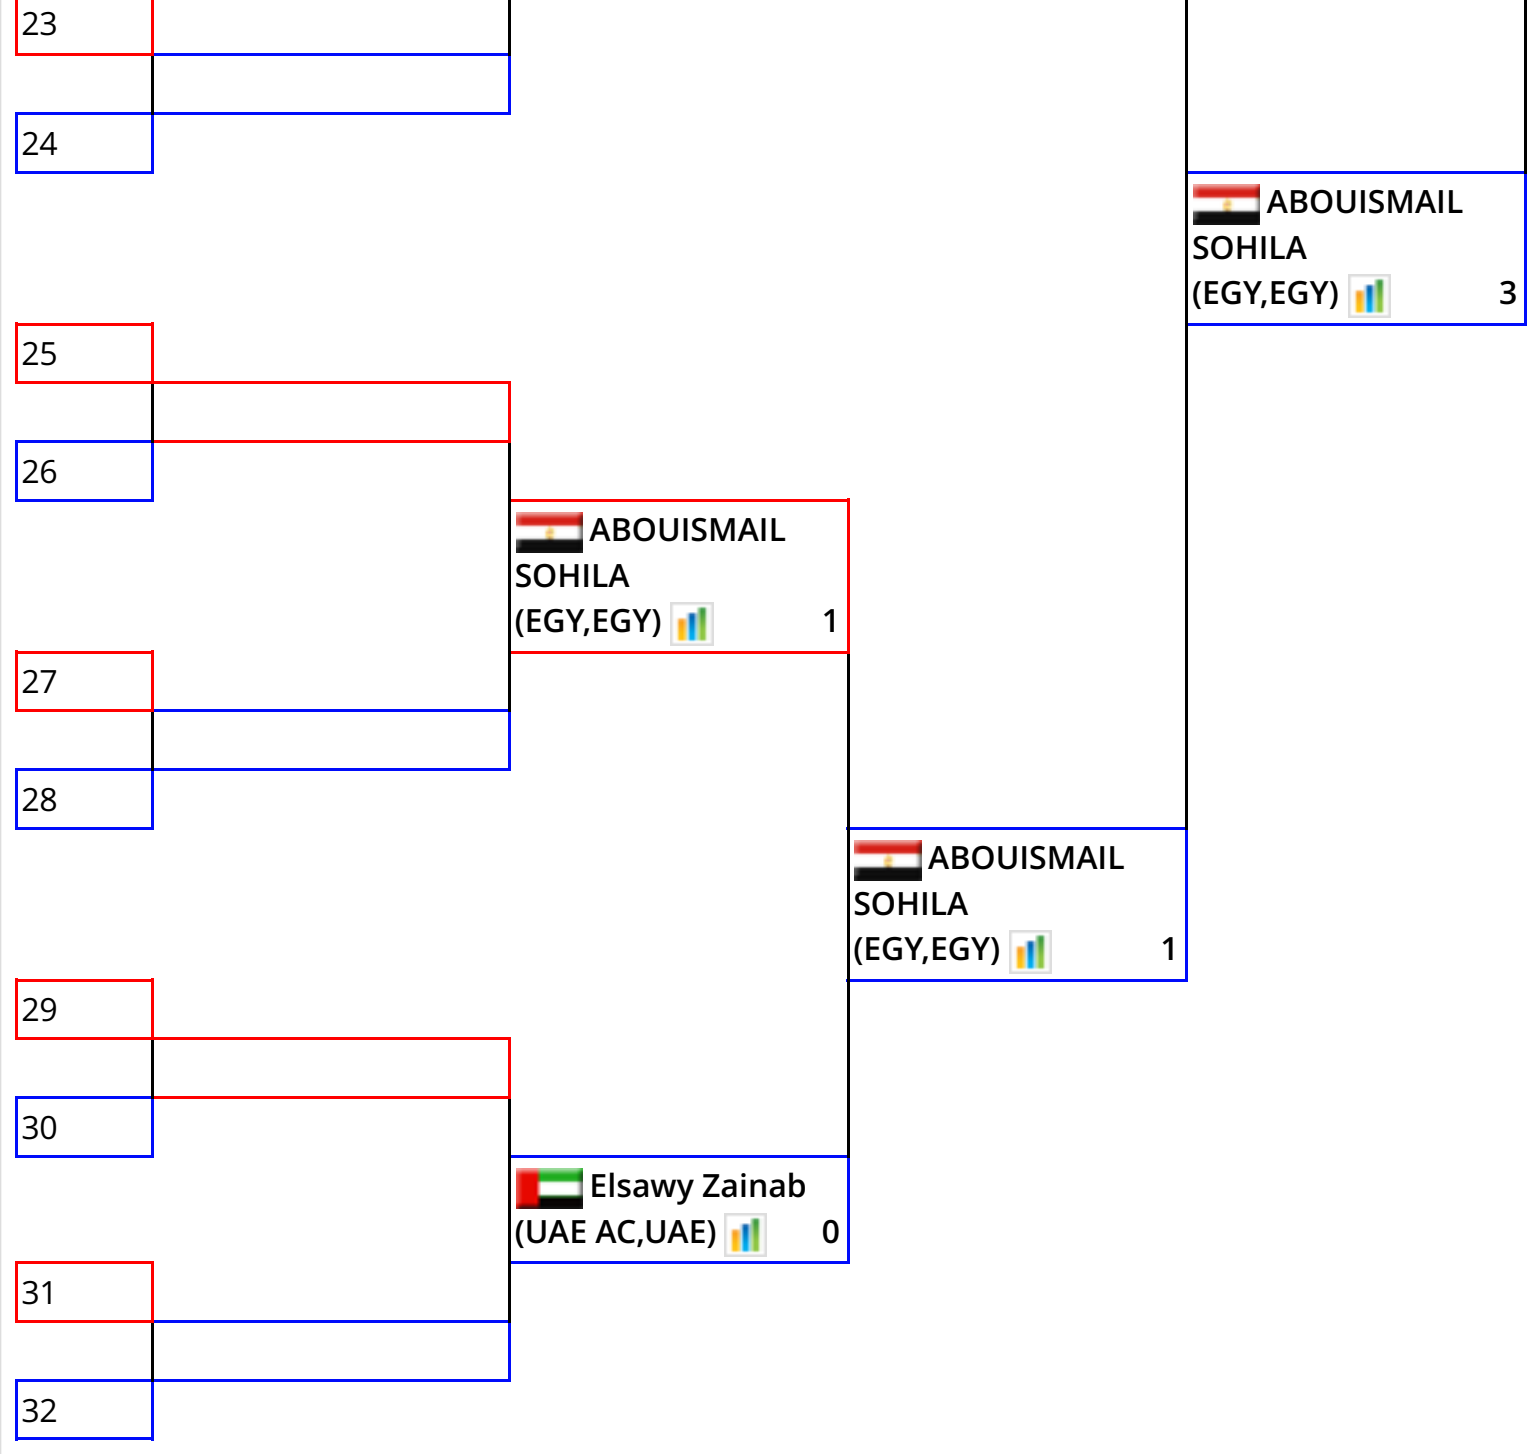 23
24
ABOUISMAIL
SOHILA
(EGY,EGY) 3
25
26
ABOUISMAIL
SOHILA
(EGY,EGY) 1
27
28
ABOUISMAIL
SOHILA
(EGY,EGY) 1
29
30
Elsawy Zainab
(UAE AC,UAE) 0
31
32